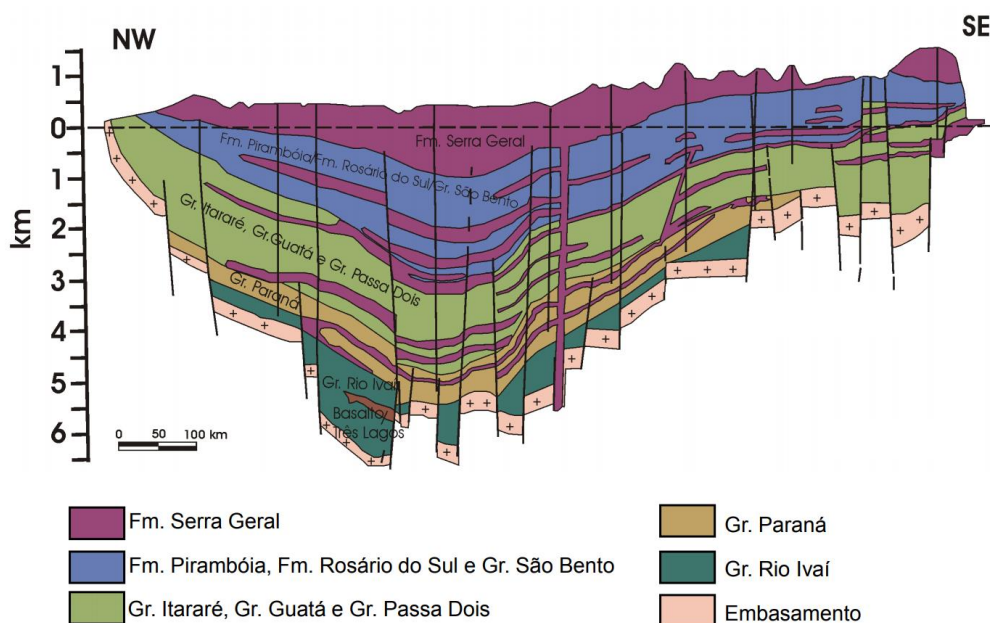 NW
SE
1
0
1
2
3
4
5
6
km
Fm. Serra Geral
Fm. Pirambóia/Fm. Rosário do Sul/Gr. São Bento
Gr. Itararé, Gr.Guatá e Gr. Passa Dois
Gr. Paraná
Gr. Rio Ivaí
Basalto
Três Lagos
0 50 100 km
Fm. Serra Geral
Fm. Pirambóia, Fm. Rosário do Sul e Gr. São Bento
Gr. Itararé, Gr. Guatá e Gr. Passa Dois
Gr. Paraná
Gr. Rio Ivaí
Embasamento